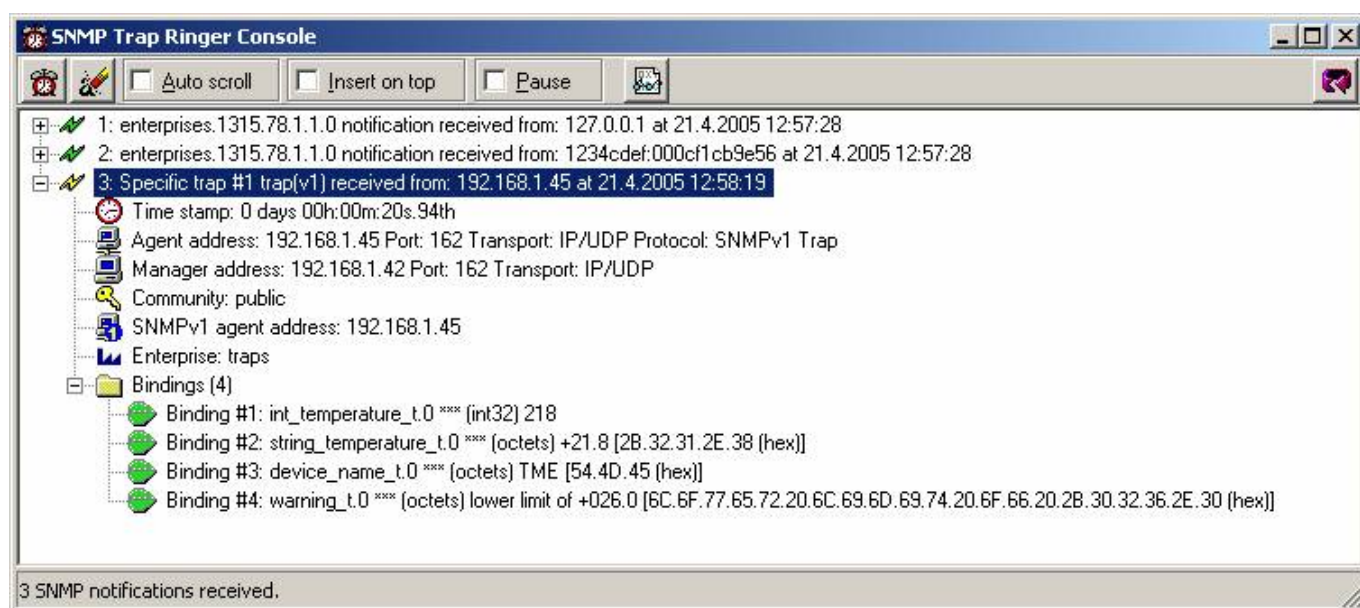 SNMP Trap Ringer Console
Auto scroll Insert on top Pause
1: enterprises.1315.78.1.1.0 notification received from: 127.0.0.1 at 21.4.2005 12:57:28
2: enterprises.1315.78.1.1.0 notification received from: 1234cdef:000cf1cb9e56 at 21.4.2005 12:57:28
3: Specific trap #1 trap(v1) received from: 192.168.1.45 at 21.4.2005 12:58:19
Time stamp: 0 days 00h:00m:20s.94th
Agent address: 192.168.1.45 Port: 162 Transport: IP/UDP Protocol: SNMPv1 Trap
Manager address: 192.168.1.42 Port: 162 Transport: IP/UDP
Community: public
SNMPv1 agent address: 192.168.1.45
Enterprise: traps
Bindings (4)
Binding #1: int_temperature_t.0 *** (int32) 218
Binding #2: string_temperature_t.0 *** (octets) +21.8 [2B.32.31.2E.38 (hex)]
Binding #3: device_name_t.0 *** (octets) TME [54.4D.45 (hex)]
Binding #4: warning_t.0 *** (octets) lower limit of +026.0 [6C.6F.77.65.72.20.6C.69.6D.69.74.20.6F.66.20.2B.30.32.36.2E.30 (hex)]
3 SNMP notifications received.